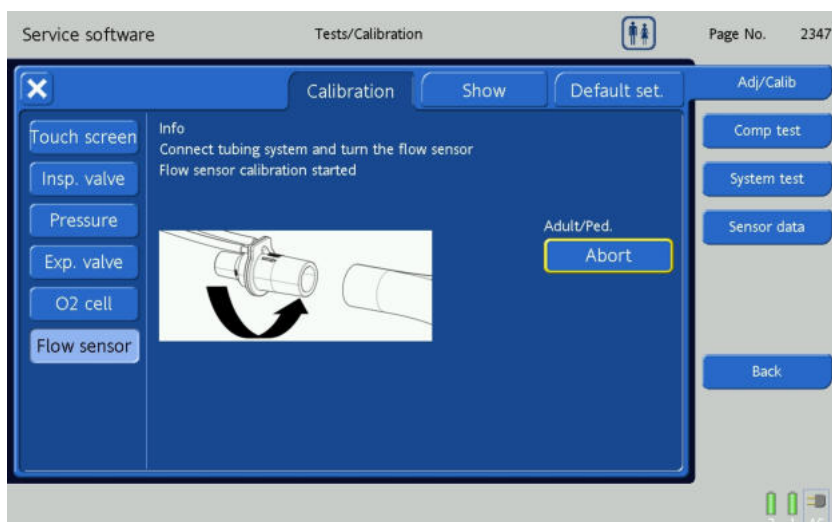 Service software
Tests/Calibration
Page No. 2347
Calibration
Show
Default set.
Adj/Calib
Touch screen
Insp. valve
Pressure
Exp. valve
O2 cell
Flow sensor
Info
Connect tubing system and turn the flow sensor
Flow sensor calibration started
Adult/Ped.
Abort
Comp test
System test
Sensor data
Back